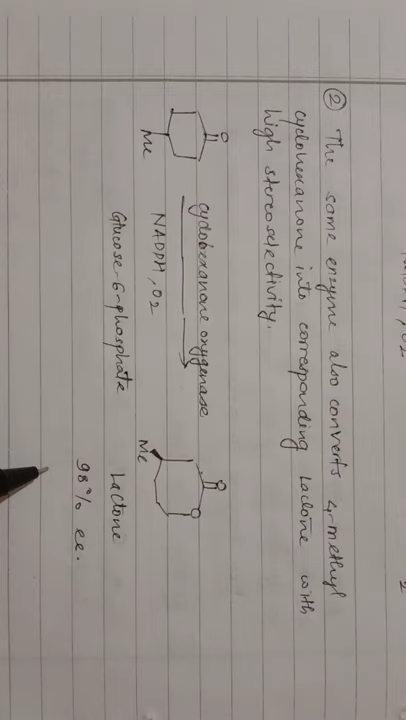 ② The same enzyme also converts 4-methyl
cyclohexanone into corresponding Lactone with
high stereoselectivity.
O
Me
cyclohexanone oxygenase
NADPH, O2
Glucose-6-phosphate
O
O
Me
Lactone
98% ee.